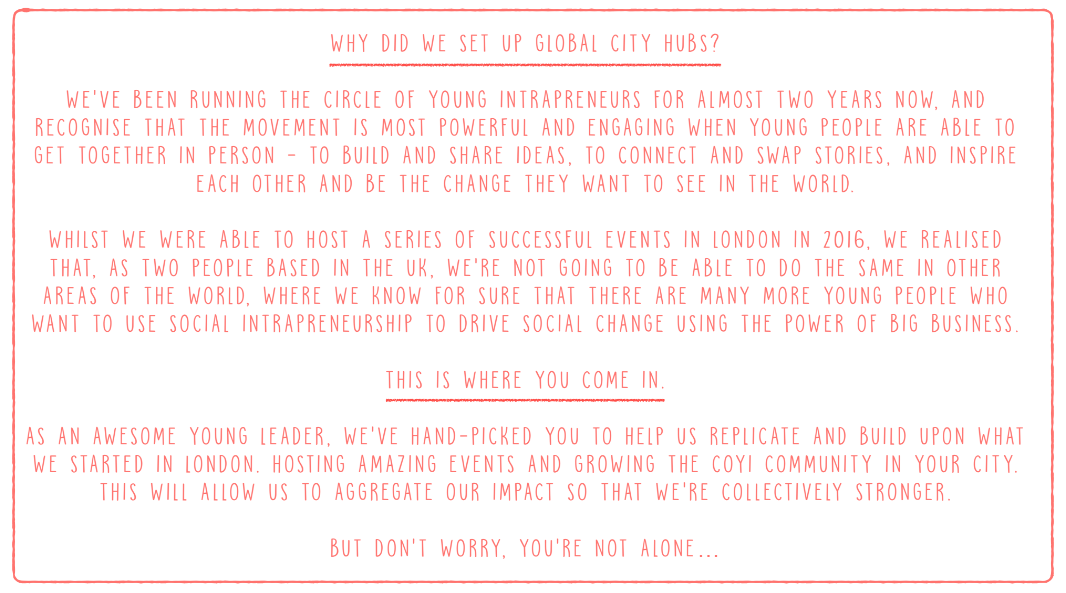 WHY DID WE SET UP GLOBAL CITY HUBS?
WE'VE BEEN RUNNING THE CIRCLE OF YOUNG INTRAPRENEURS FOR ALMOST TWO YEARS NOW, AND
RECOGNISE THAT THE MOVEMENT IS MOST POWERFUL AND ENGAGING WHEN YOUNG PEOPLE ARE ABLE TO
GET TOGETHER IN PERSON - TO BUILD AND SHARE IDEAS, TO CONNECT AND SWAP STORIES, AND INSPIRE
EACH OTHER AND BE THE CHANGE THEY WANT TO SEE IN THE WORLD.
WHILST WE WERE ABLE TO HOST A SERIES OF SUCCESSFUL EVENTS IN LONDON IN 2016, WE REALISED
THAT, AS TWO PEOPLE BASED IN THE UK, WE'RE NOT GOING TO BE ABLE TO DO THE SAME IN OTHER
AREAS OF THE WORLD, WHERE WE KNOW FOR SURE THAT THERE ARE MANY MORE YOUNG PEOPLE WHO
WANT TO USE SOCIAL INTRAPRENEURSHIP TO DRIVE SOCIAL CHANGE USING THE POWER OF BIG BUSINESS.
THIS IS WHERE YOU COME IN.
AS AN AWESOME YOUNG LEADER, WE'VE HAND-PICKED YOU TO HELP US REPLICATE AND BUILD UPON WHAT
WE STARTED IN LONDON. HOSTING AMAZING EVENTS AND GROWING THE COYI COMMUNITY IN YOUR CITY.
THIS WILL ALLOW US TO AGGREGATE OUR IMPACT SO THAT WE'RE COLLECTIVELY STRONGER.
BUT DON'T WORRY, YOU'RE NOT ALONE...